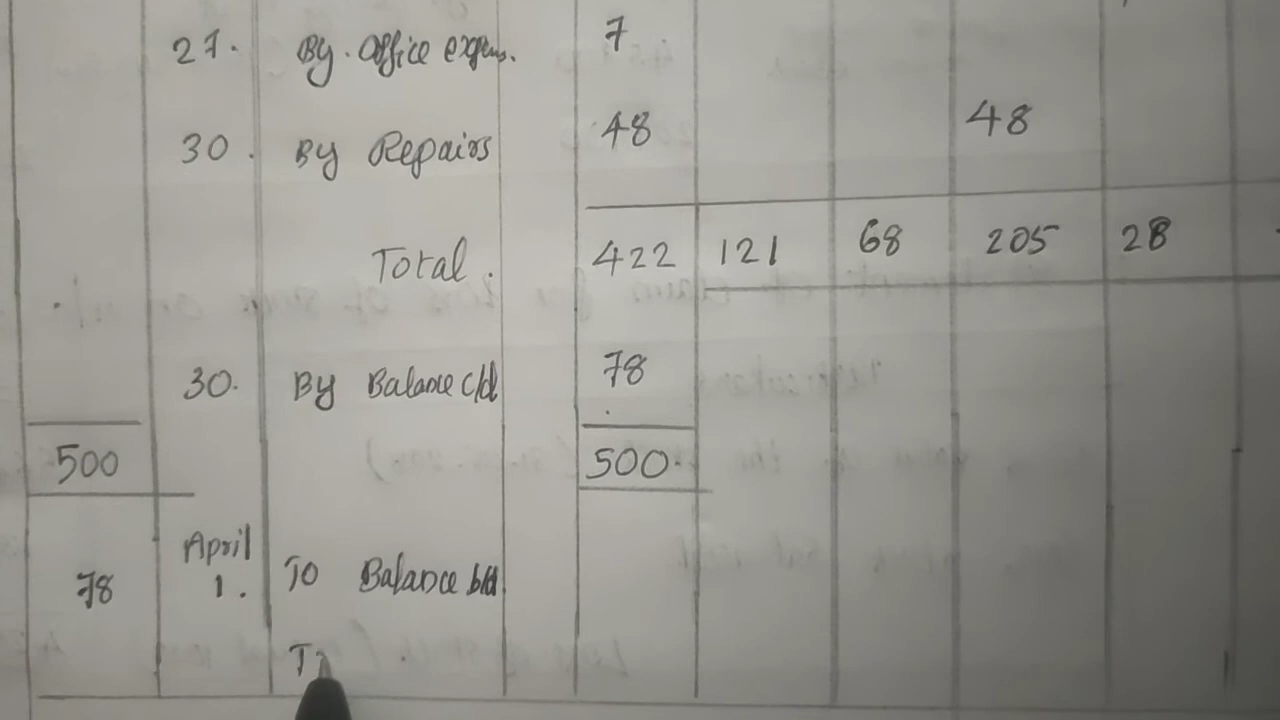 27. By. Office expens. 7
30. By Repairs 48 48
Total. 422 121 68 205 28
30. By Balance c/d 78
500 500.
April
78 1. To Balance b/d
T